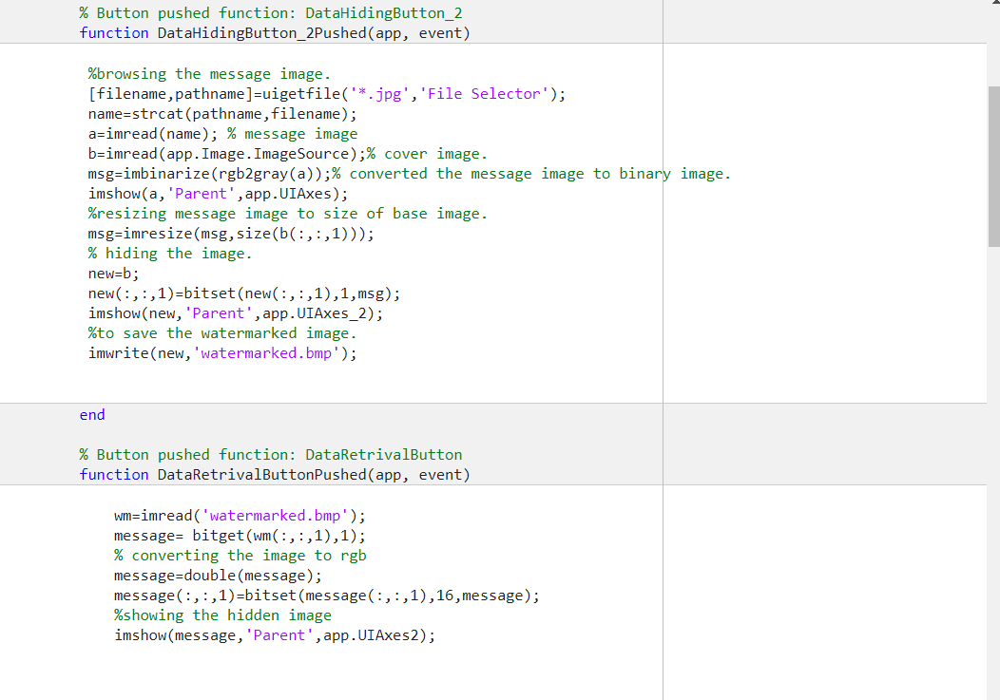 % Button pushed function: DataHidingButton_2
function DataHidingButton_2Pushed(app, event)
%browsing the message image.
[filename,pathname]=uigetfile('*.jpg','File Selector');
name=strcat(pathname,filename);
a=imread(name); % message image
b=imread(app.Image.ImageSource);% cover image.
msg=imbinarize(rgb2gray(a));% converted the message image to binary image.
imshow(a,'Parent',app.UIAxes);
%resizing message image to size of base image.
msg=imresize(msg,size(b(:,:,1)));
% hiding the image.
new=b;
new(:,:,1)=bitset(new(:,:,1),1,msg);
imshow(new,'Parent',app.UIAxes_2);
%to save the watermarked image.
imwrite(new,'watermarked.bmp');
end
% Button pushed function: DataRetrivalButton
function DataRetrivalButtonPushed(app, event)
wm=imread('watermarked.bmp');
message= bitget(wm(:,:,1),1);
% converting the image to rgb
message=double(message);
message(:,:,1)=bitset(message(:,:,1),16,message);
%showing the hidden image
imshow(message,'Parent',app.UIAxes2);